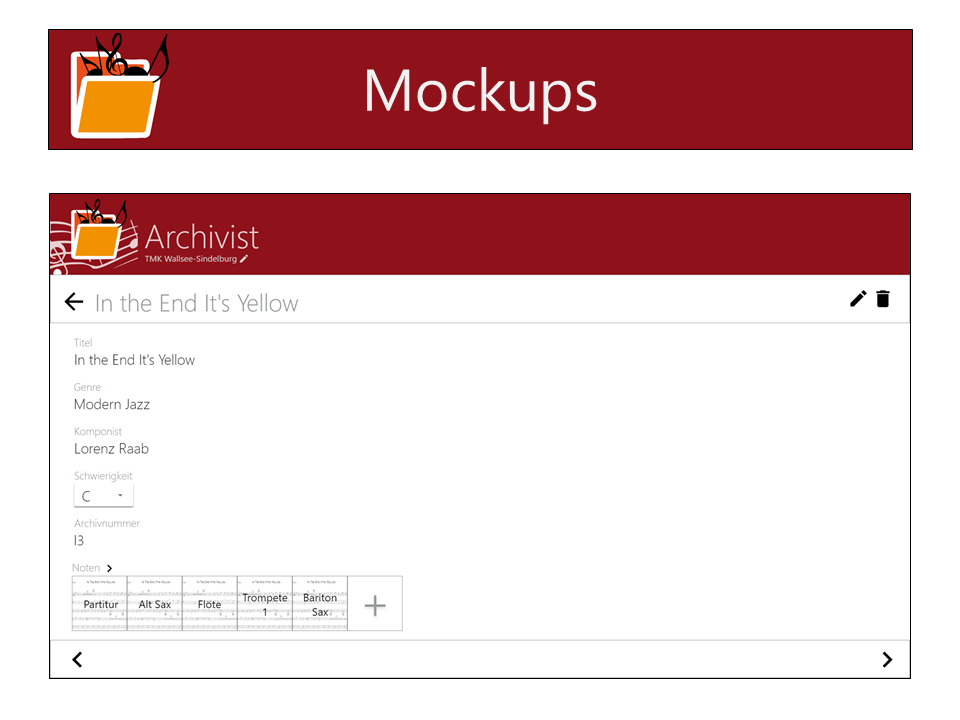 Mockups
Archivist
TMK Wallsee-Sindelburg
In the End It's Yellow
Titel
In the End It's Yellow
Genre
Modern Jazz
Komponist
Lorenz Raab
Schwierigkeit
C
Archivnummer
I3
Noten
Partitur
Alt Sax
Flöte
Trompete
1
Bariton
Sax